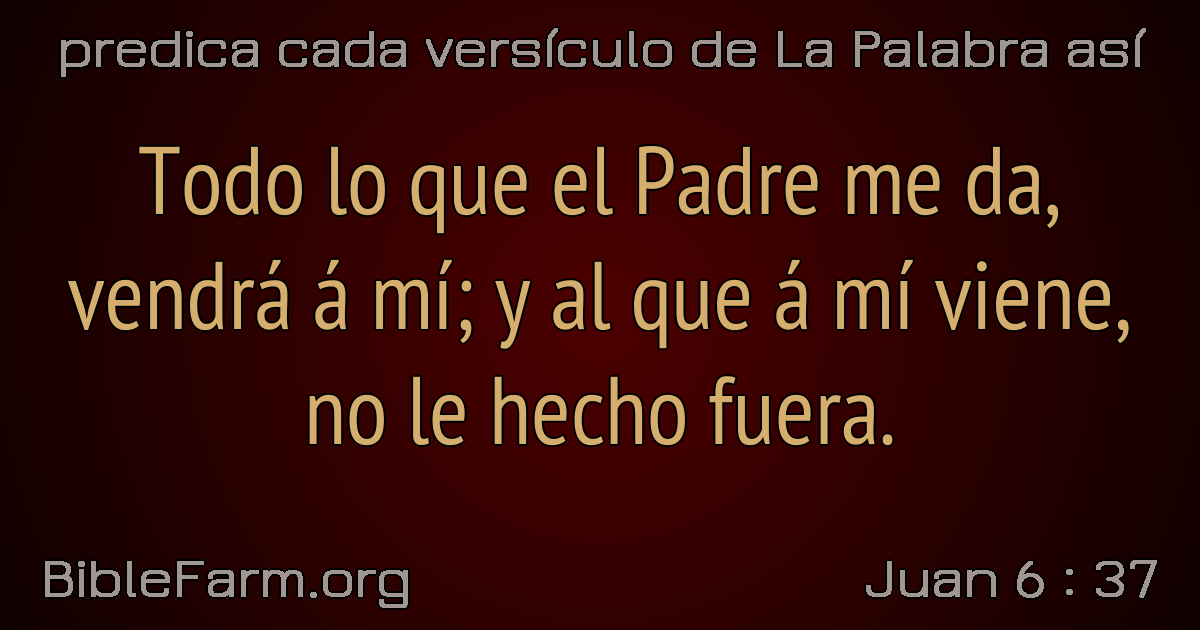 predica cada versículo de La Palabra así
Todo lo que el Padre me da,
vendrá á mí; y al que á mí viene,
no le hecho fuera.
BibleFarm.org
Juan 6 : 37